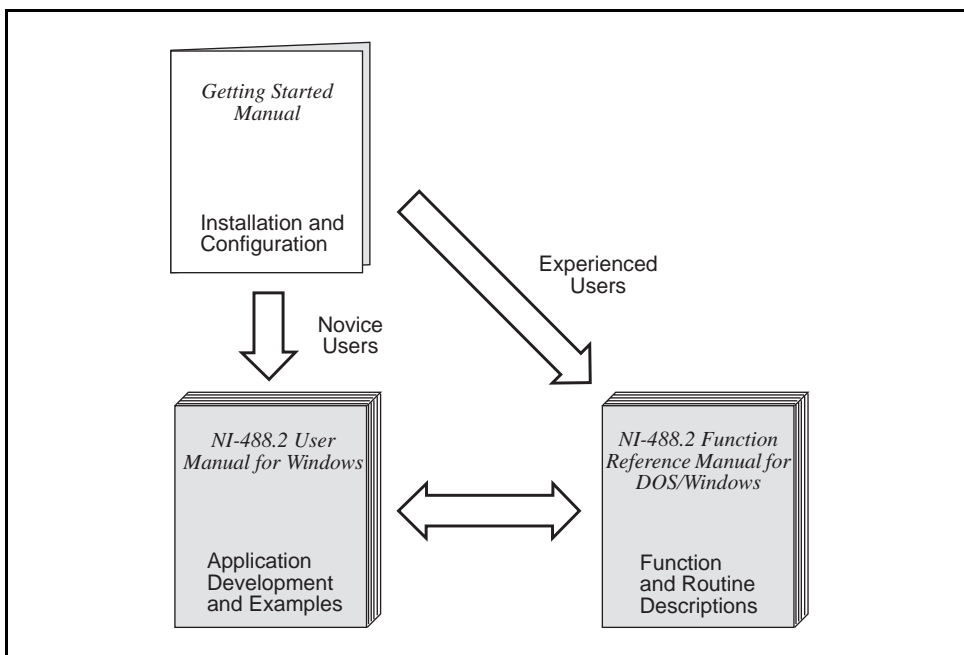 Getting Started
Manual
Installation and
Configuration
Experienced
Users
Novice
Users
NI-488.2 User
Manual for Windows
Application
Development
and Examples
NI-488.2 Function
Reference Manual for
DOS/Windows
Function
and Routine
Descriptions